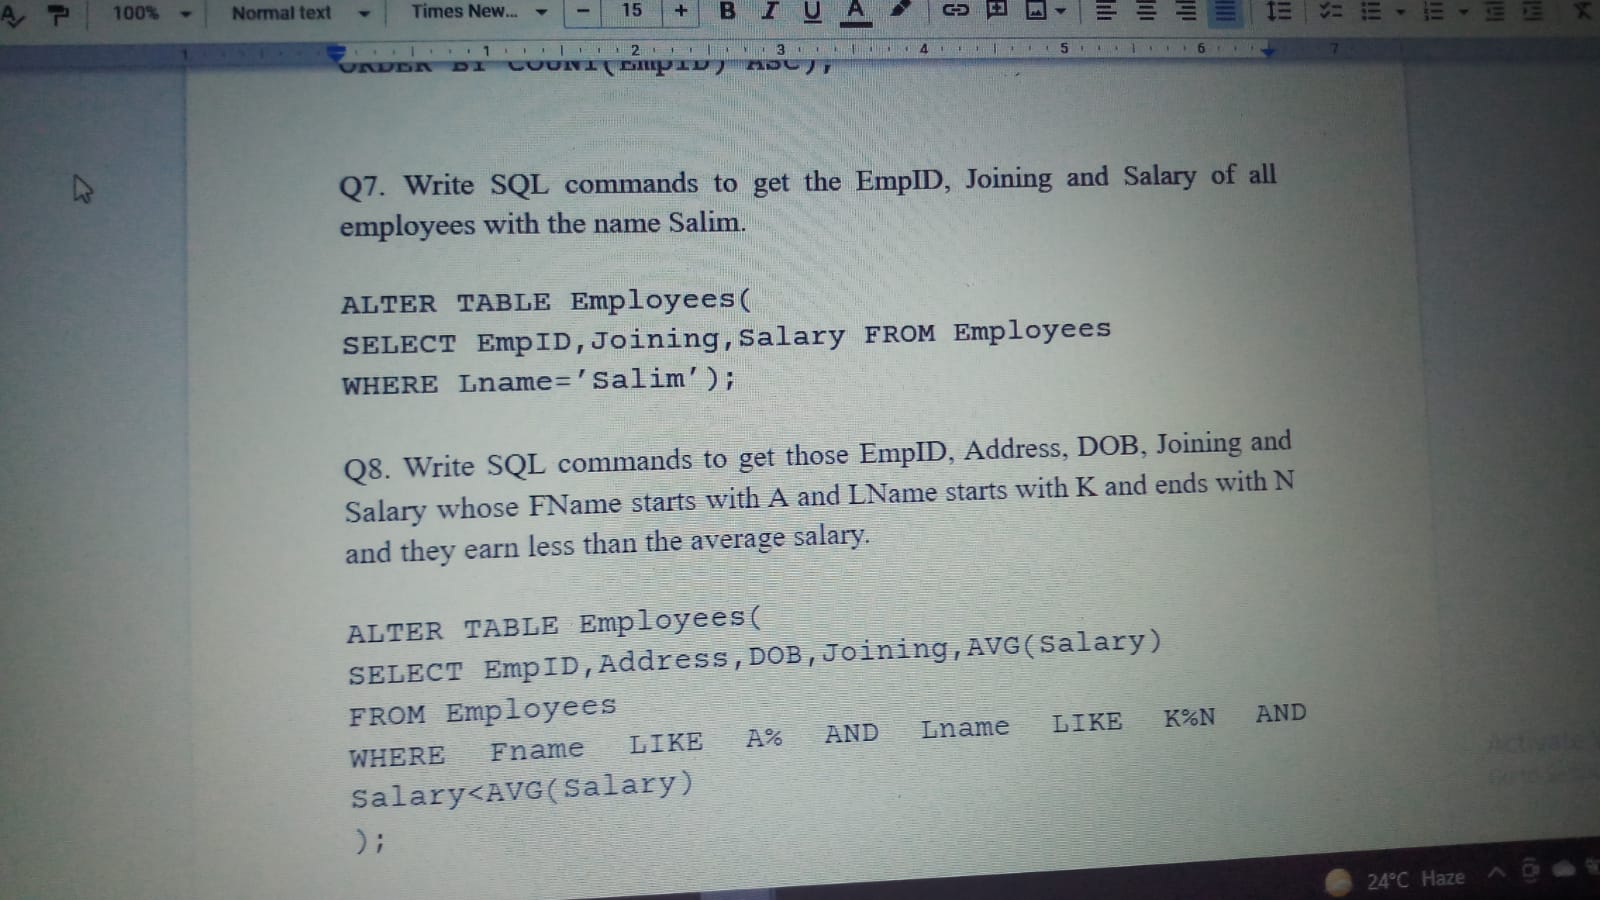 100% Normal text Times New... − 15 + B I U A
1 1 2 3 4 5 6 7
ORDER BY COUNT(EmpID) ASC);
Q7. Write SQL commands to get the EmpID, Joining and Salary of all
employees with the name Salim.
ALTER TABLE Employees(
SELECT EmpID,Joining,Salary FROM Employees
WHERE Lname='Salim');
Q8. Write SQL commands to get those EmpID, Address, DOB, Joining and
Salary whose FName starts with A and LName starts with K and ends with N
and they earn less than the average salary.
ALTER TABLE Employees(
SELECT EmpID,Address,DOB,Joining,AVG(Salary)
FROM Employees
WHERE Fname LIKE A% AND Lname LIKE K%N AND
Salary<AVG(Salary)
);
Activate
24°C Haze